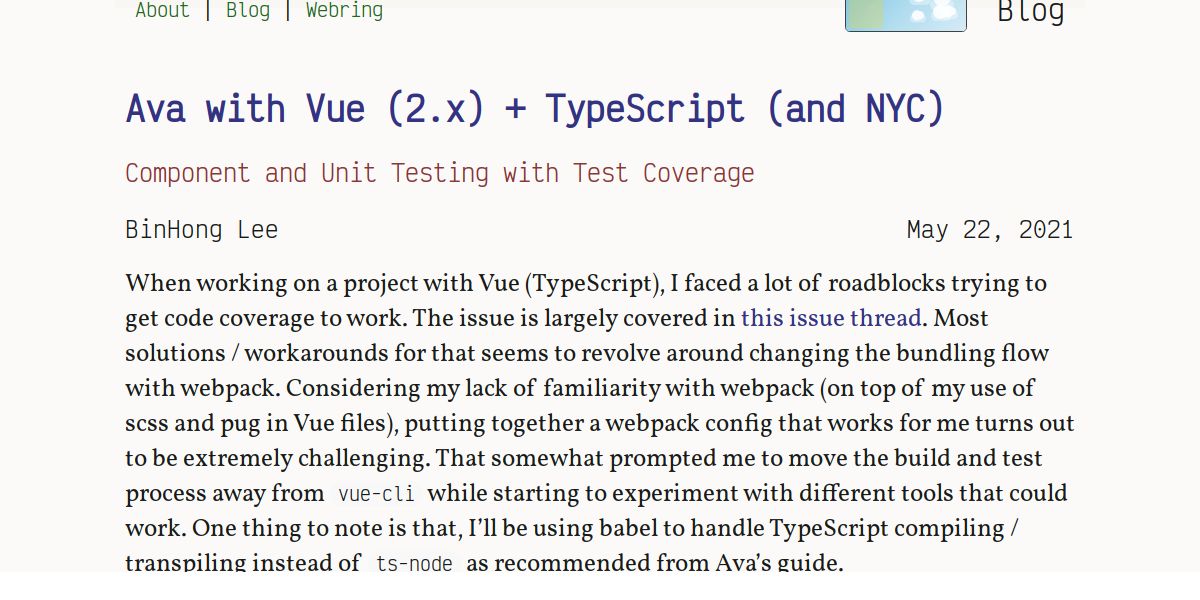 About | Blog | Webring
Blog
Ava with Vue (2.x) + TypeScript (and NYC)
Component and Unit Testing with Test Coverage
BinHong Lee
May 22, 2021
When working on a project with Vue (TypeScript), I faced a lot of roadblocks trying to
get code coverage to work. The issue is largely covered in this issue thread. Most
solutions / workarounds for that seems to revolve around changing the bundling flow
with webpack. Considering my lack of familiarity with webpack (on top of my use of
scss and pug in Vue files), putting together a webpack config that works for me turns out
to be extremely challenging. That somewhat prompted me to move the build and test
process away from vue-cli while starting to experiment with different tools that could
work. One thing to note is that, I’ll be using babel to handle TypeScript compiling /
transpiling instead of ts-node as recommended from Ava’s guide.